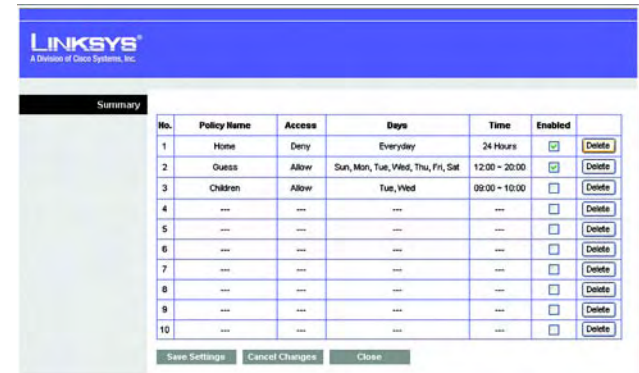 LINKSYS®
A Division of Cisco Systems, Inc.
Summary
No. Policy Name Access Days Time Enabled
1 Home Deny Everyday 24 Hours Delete
2 Guess Allow Sun, Mon, Tue, Wed, Thu, Fri, Sat 12:00 ~ 20:00 Delete
3 Children Allow Tue, Wed 09:00 ~ 10:00 Delete
4 --- --- --- --- Delete
5 --- --- --- --- Delete
6 --- --- --- --- Delete
7 --- --- --- --- Delete
8 --- --- --- --- Delete
9 --- --- --- --- Delete
10 --- --- --- --- Delete
Save Settings Cancel Changes Close